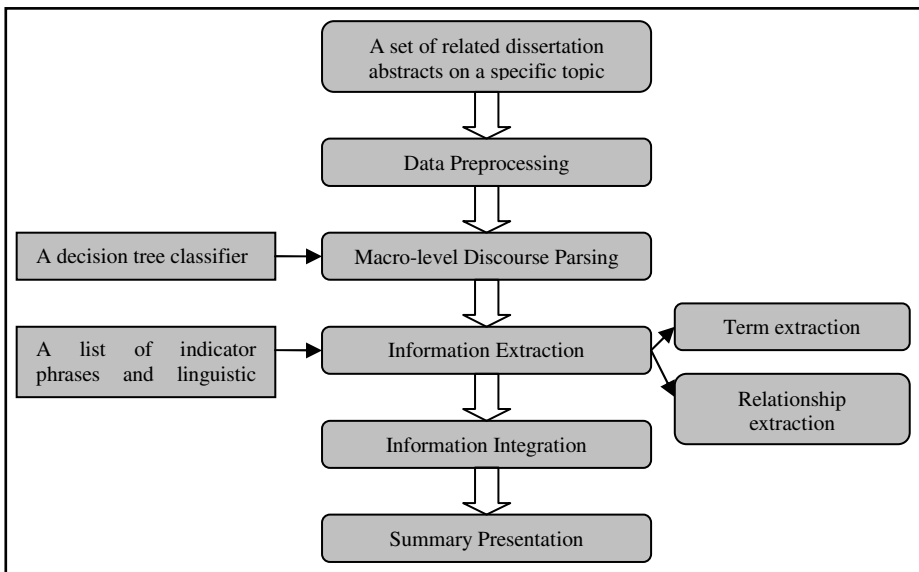 A set of related dissertation
abstracts on a specific topic
Data Preprocessing
A decision tree classifier
Macro-level Discourse Parsing
A list of indicator
phrases and linguistic
Information Extraction
Term extraction
Relationship
extraction
Information Integration
Summary Presentation